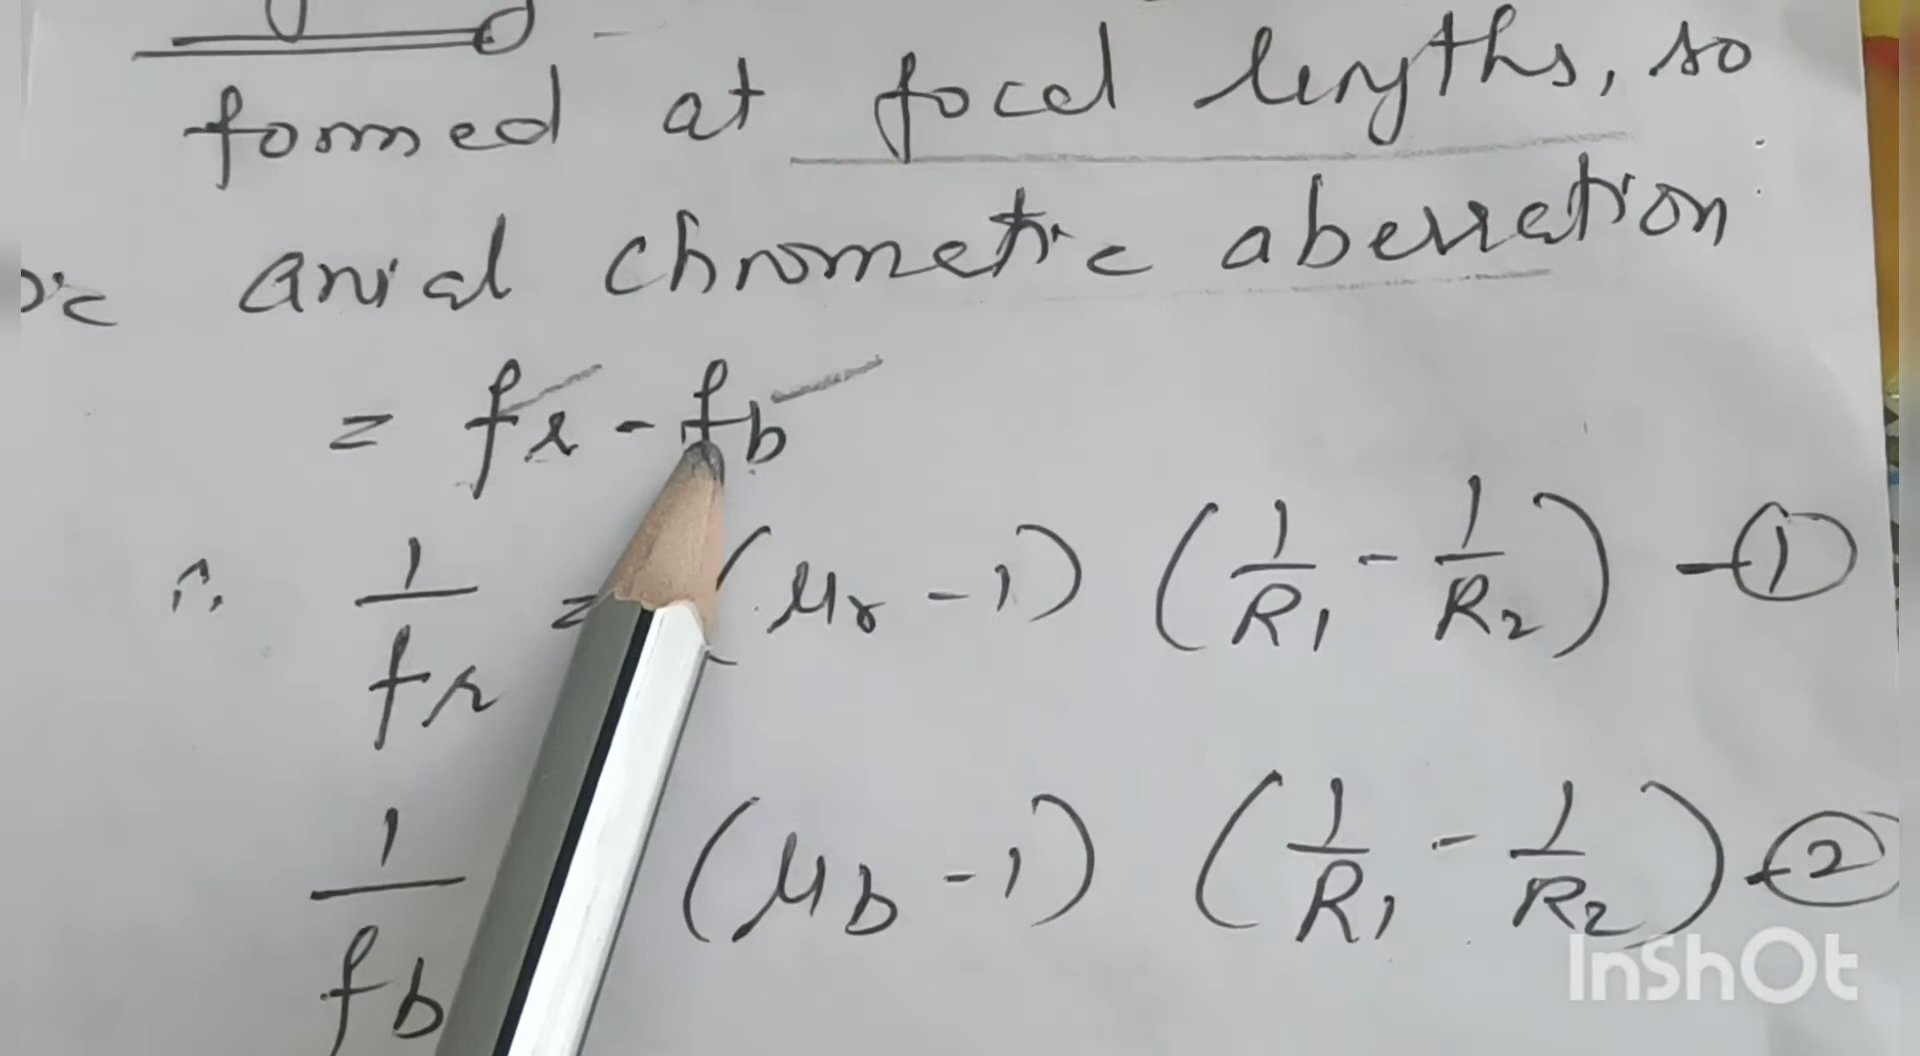 formed at focal lengths, so
axial chrometic aberration
= fr - fb
∴ 1/fr = (μr - 1) (1/R1 - 1/R2) - ①
1/fb (μb - 1) (1/R1 - 1/R2) - ②
InShOt